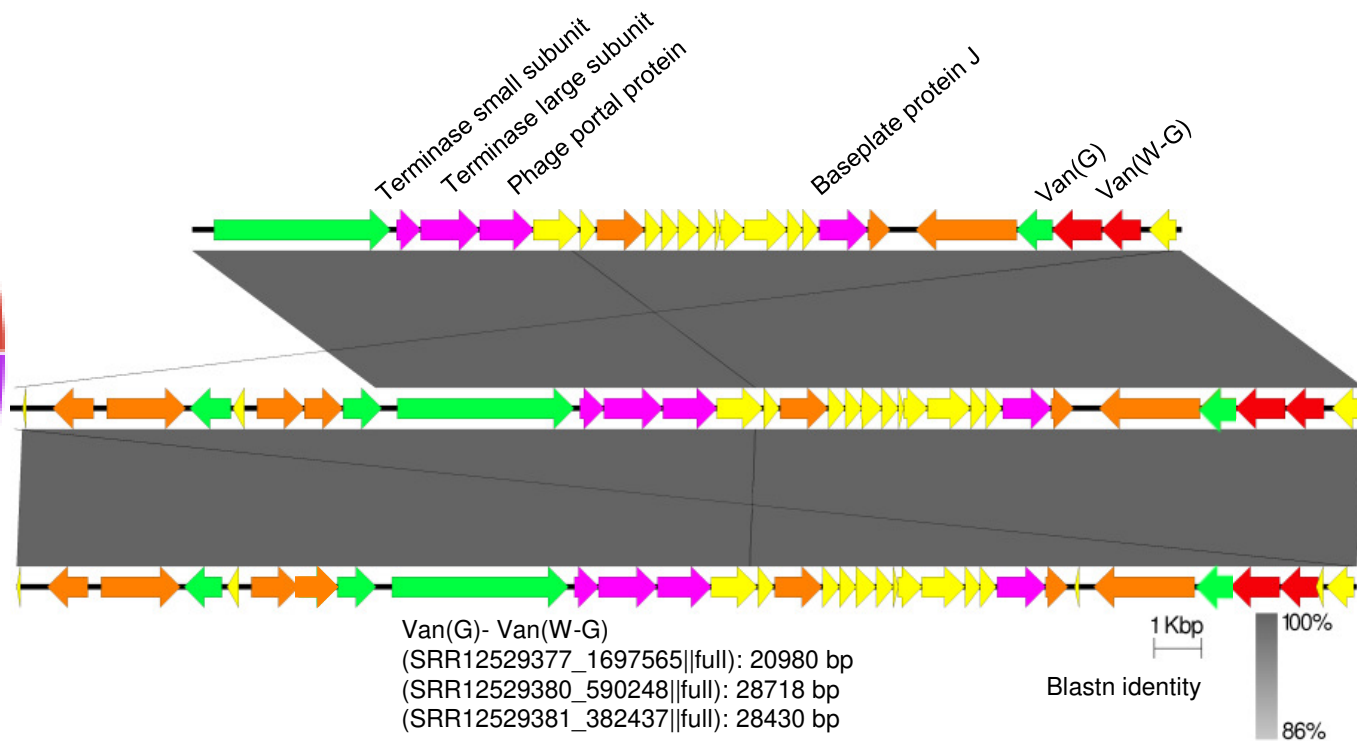 Terminase small subunit
Terminase large subunit
Phage portal protein
Baseplate protein J
Van(G)
Van(W-G)
Van(G)- Van(W-G)
(SRR12529377_1697565||full): 20980 bp
(SRR12529380_590248||full): 28718 bp
(SRR12529381_382437||full): 28430 bp
1 Kbp
Blastn identity
100%
86%